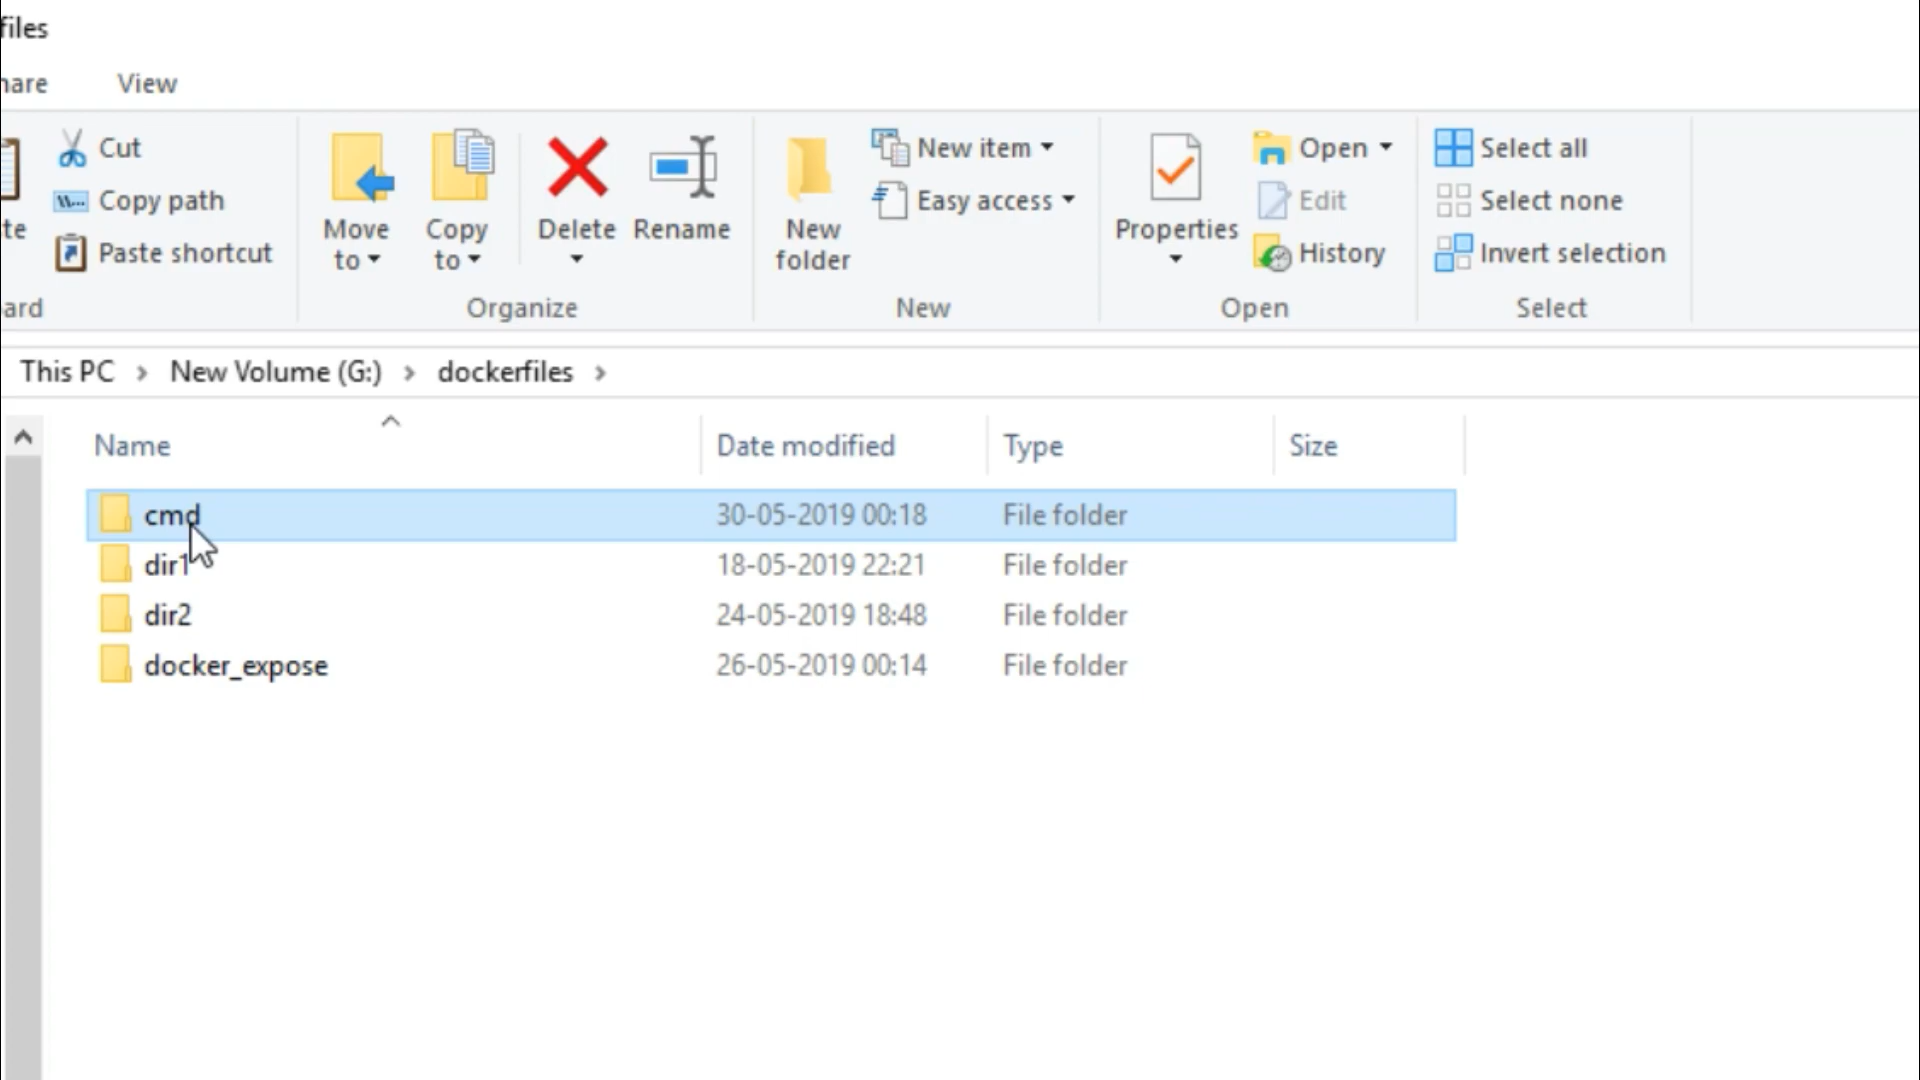 files
hare View
Cut
Copy path
Paste shortcut
te
ard
Move to
Copy to
Delete
Rename
Organize
New folder
New item
Easy access
New
Properties
Open
Edit
History
Open
Select all
Select none
Invert selection
Select
This PC > New Volume (G:) > dockerfiles >
Name Date modified Type Size
cmd 30-05-2019 00:18 File folder
dir1 18-05-2019 22:21 File folder
dir2 24-05-2019 18:48 File folder
docker_expose 26-05-2019 00:14 File folder